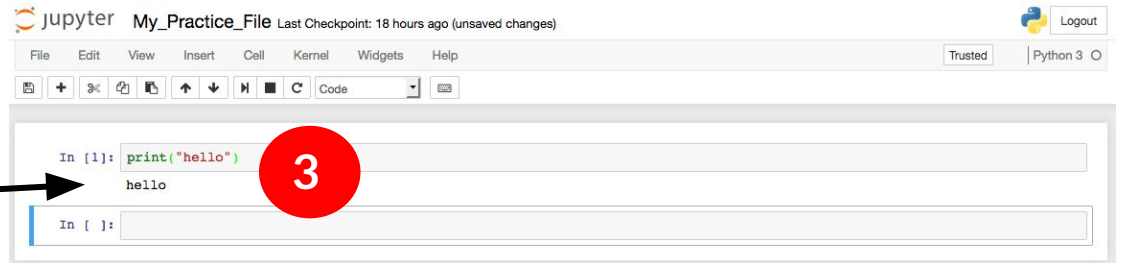 jupyter My_Practice_File Last Checkpoint: 18 hours ago (unsaved changes) Logout
File Edit View Insert Cell Kernel Widgets Help Trusted Python 3
Code
In [1]: print("hello")
3
hello
In [ ]: